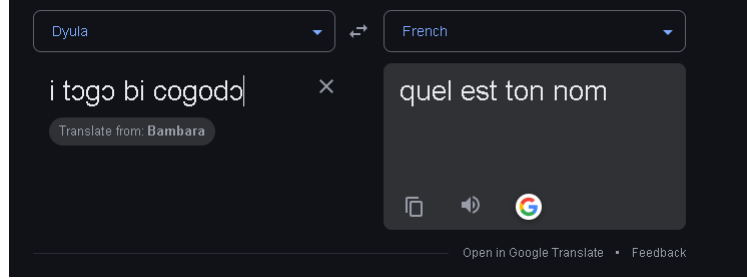 Dyula French
i tɔgɔ bi cogodɔ quel est ton nom
Translate from: Bambara
Open in Google Translate • Feedback